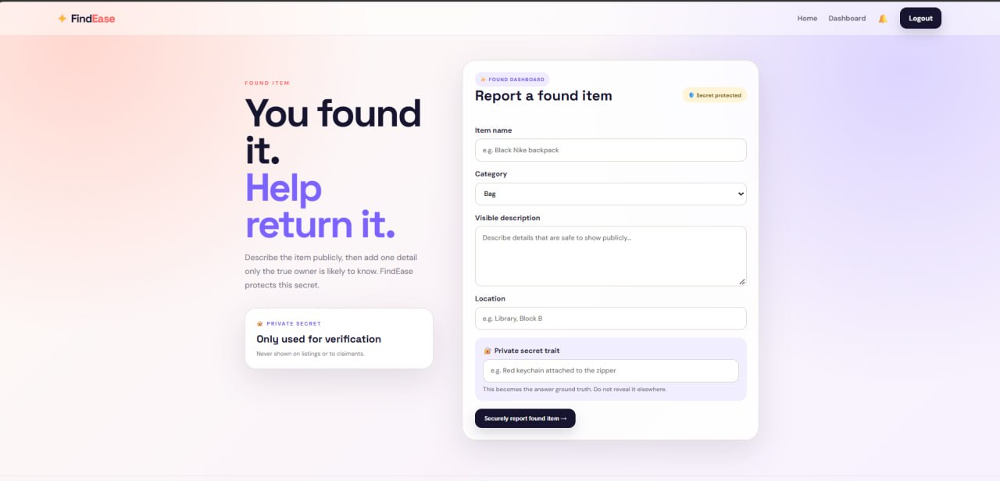 FindEase
Home
Dashboard
Logout
FOUND ITEM
You found
it.
Help
return it.
Describe the item publicly, then add one detail
only the true owner is likely to know. FindEase
protects this secret.
PRIVATE SECRET
Only used for verification
Never shown on listings or to claimants.
FOUND DASHBOARD
Report a found item
Secret protected
Item name
e.g. Black Nike backpack
Category
Bag
Visible description
Describe details that are safe to show publicly...
Location
e.g. Library, Block B
Private secret trait
e.g. Red keychain attached to the zipper
This becomes the answer ground truth. Do not reveal it elsewhere.
Securely report found item →